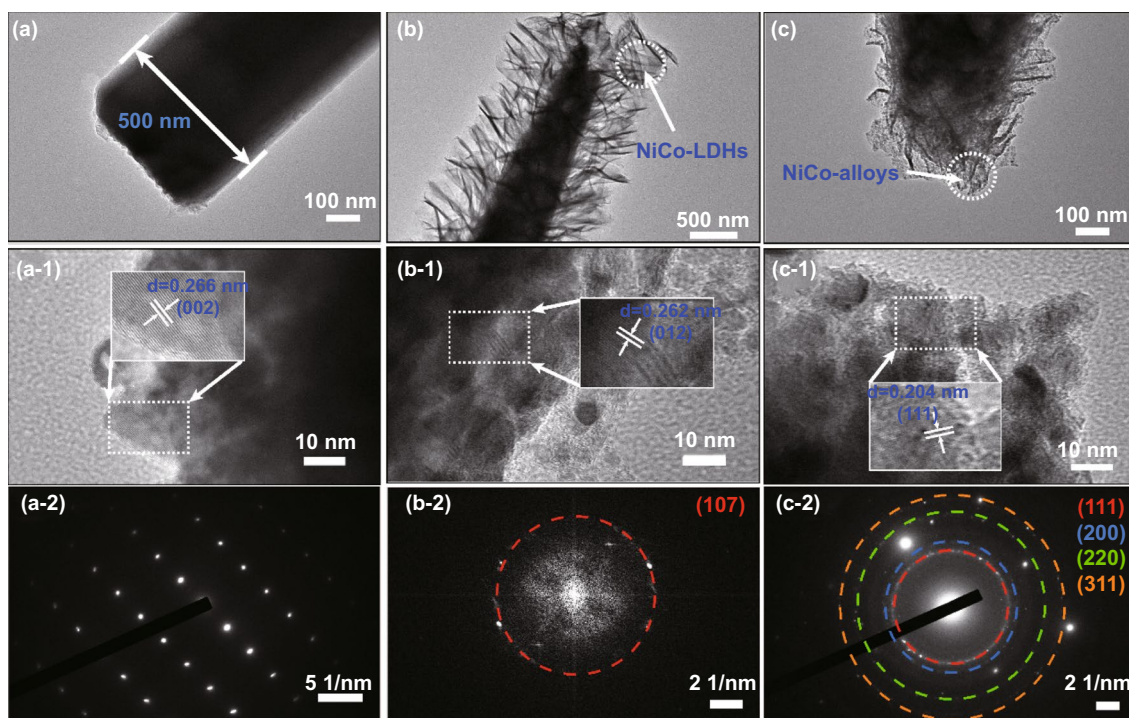 (a)
500 nm
100 nm
(b)
NiCo-LDHs
500 nm
(c)
NiCo-alloys
100 nm
(a-1)
d=0.266 nm
(002)
10 nm
(b-1)
d=0.262 nm
(012)
10 nm
(c-1)
d=0.204 nm
(111)
10 nm
(a-2)
5 1/nm
(b-2)
(107)
2 1/nm
(c-2)
(111)
(200)
(220)
(311)
2 1/nm